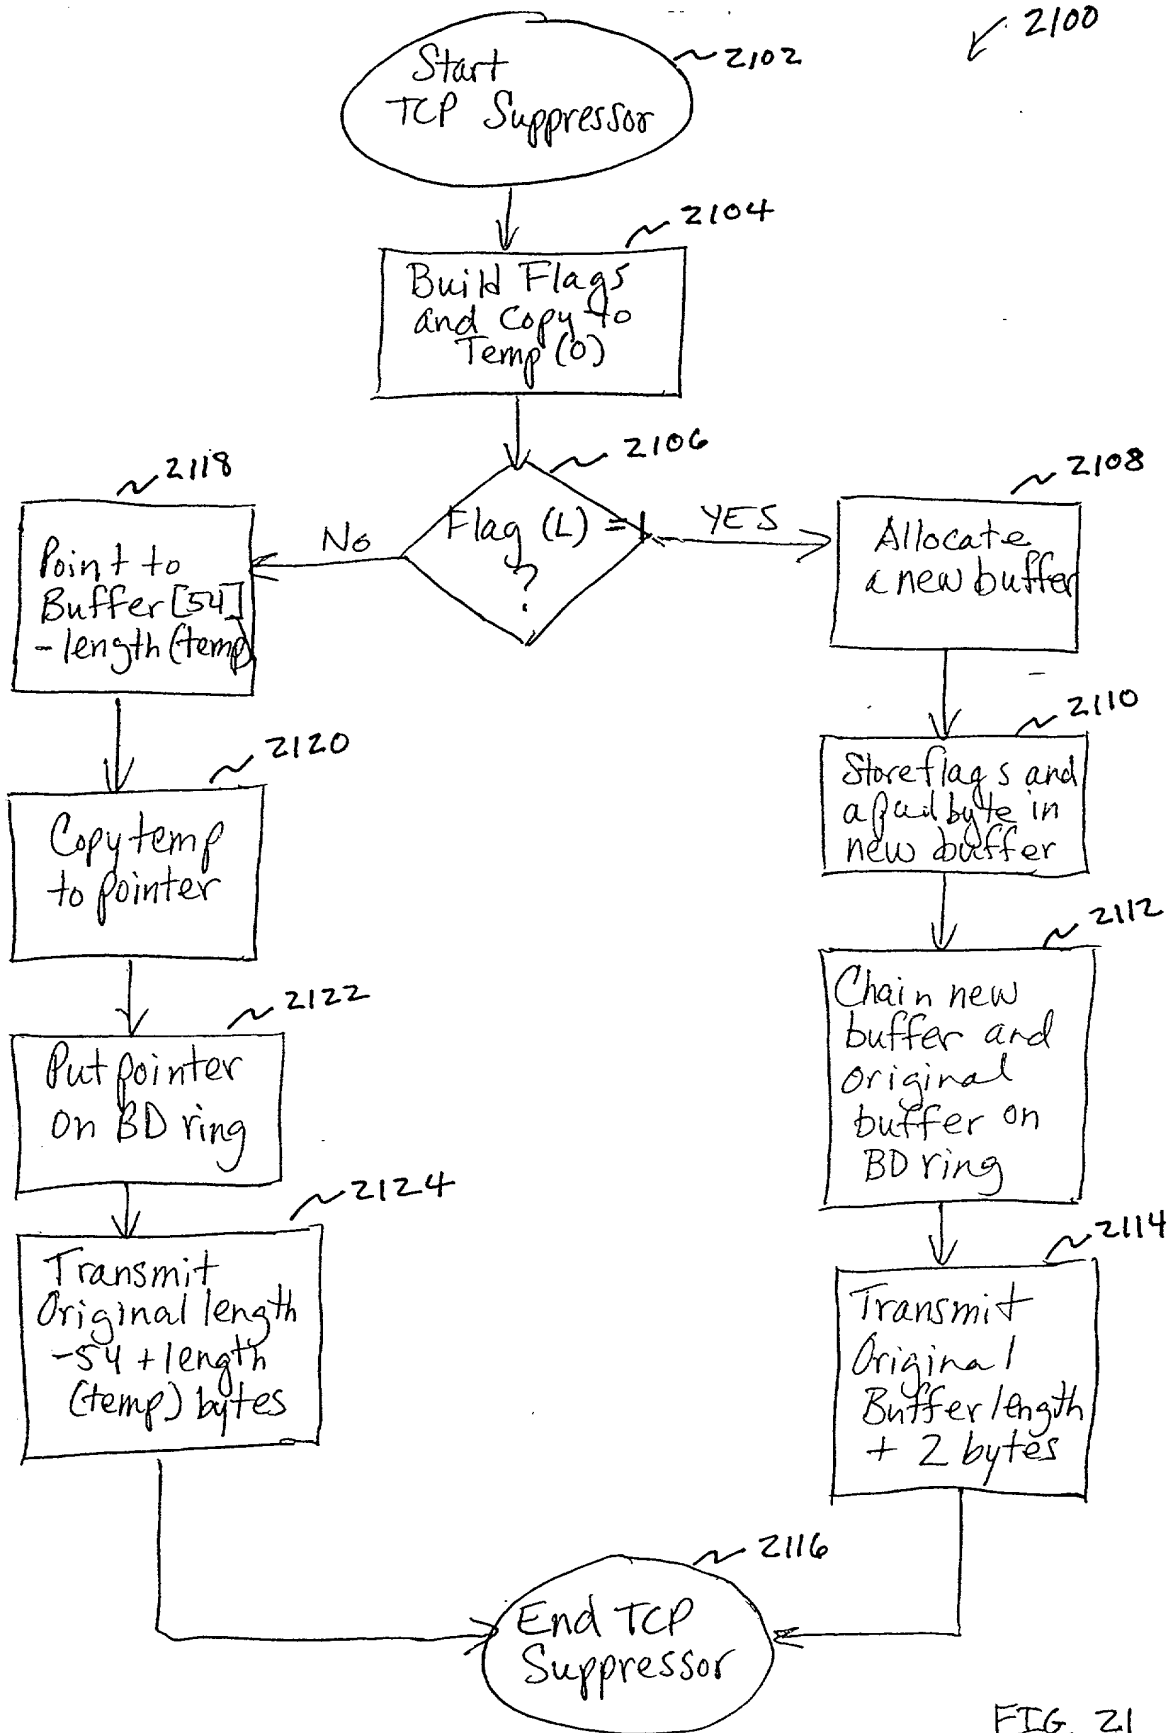 2100
Start
TCP Suppressor
2102
2104
Build Flags
and Copy to
Temp (0)
2106
Flag (L) = 1
?
No
YES
2118
Point to
Buffer [54]
- length (temp)
2108
Allocate
a new buffer
2120
Copy temp
to pointer
2110
Store flags and
a pad byte in
new buffer
2122
Put pointer
on BD ring
2112
Chain new
buffer and
original
buffer on
BD ring
2124
Transmit
Original length
-54 + length
(temp) bytes
2114
Transmit
Original
Buffer length
+ 2 bytes
2116
End TCP
Suppressor
FIG. 21